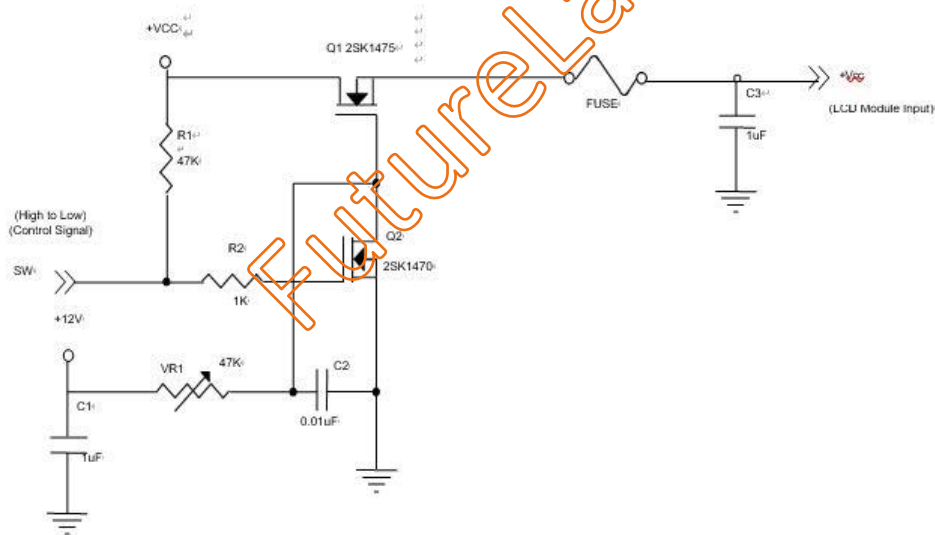 +VCC
Q1 2SK1475
FUSE
C3
1uF
+Vcc
(LCD Module Input)
R1
47K
(High to Low)
(Control Signal)
SW
R2
1K
Q2
2SK1470
+12V
VR1
47K
C2
0.01uF
C1
1uF
FutureLa